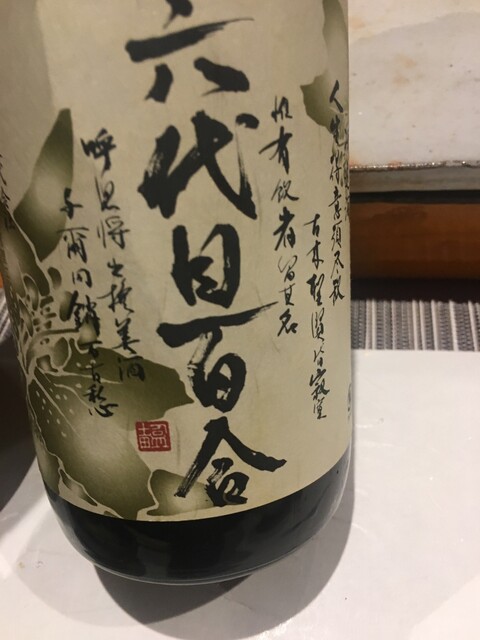 人生得意須尽歓
古来聖賢皆寂寞
惟有飲者留其名
六代目百合
呼児将出換美酒
与爾同銷万古愁